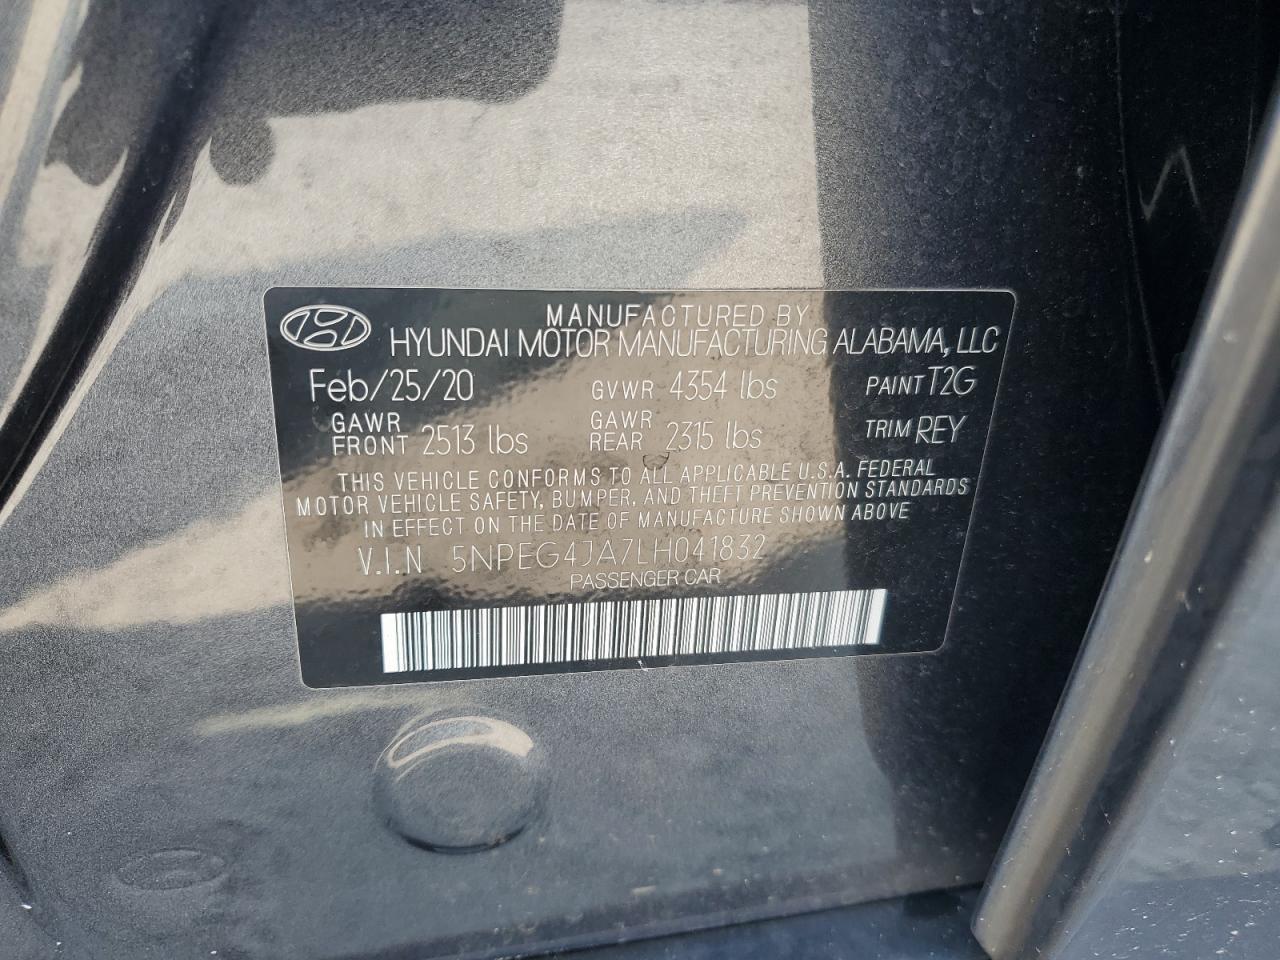 MANUFACTURED BY
HYUNDAI MOTOR MANUFACTURING ALABAMA, LLC
Feb/25/20 GVWR 4354 lbs PAINT T2G
GAWR FRONT 2513 lbs GAWR REAR 2315 lbs TRIM REY
THIS VEHICLE CONFORMS TO ALL APPLICABLE U.S.A. FEDERAL
MOTOR VEHICLE SAFETY, BUMPER, AND THEFT PREVENTION STANDARDS
IN EFFECT ON THE DATE OF MANUFACTURE SHOWN ABOVE
V.I.N 5NPEG4JA7LH041832
PASSENGER CAR